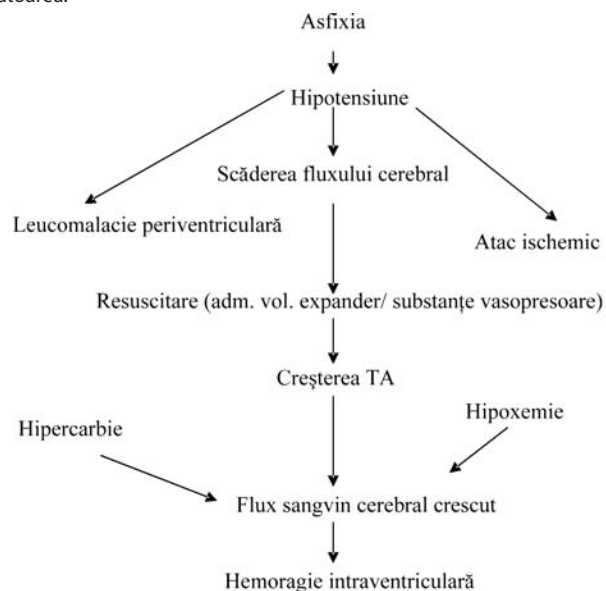 Asfixia
Hipotensiune
Scăderea fluxului cerebral
Leucomalacie periventriculară
Atac ischemic
Resuscitare (adm. vol. expander/ substanțe vasopresoare)
Creşterea TA
Hipoxemie
Hipercarbie
Flux sangvin cerebral crescut
Hemoragie intraventriculară